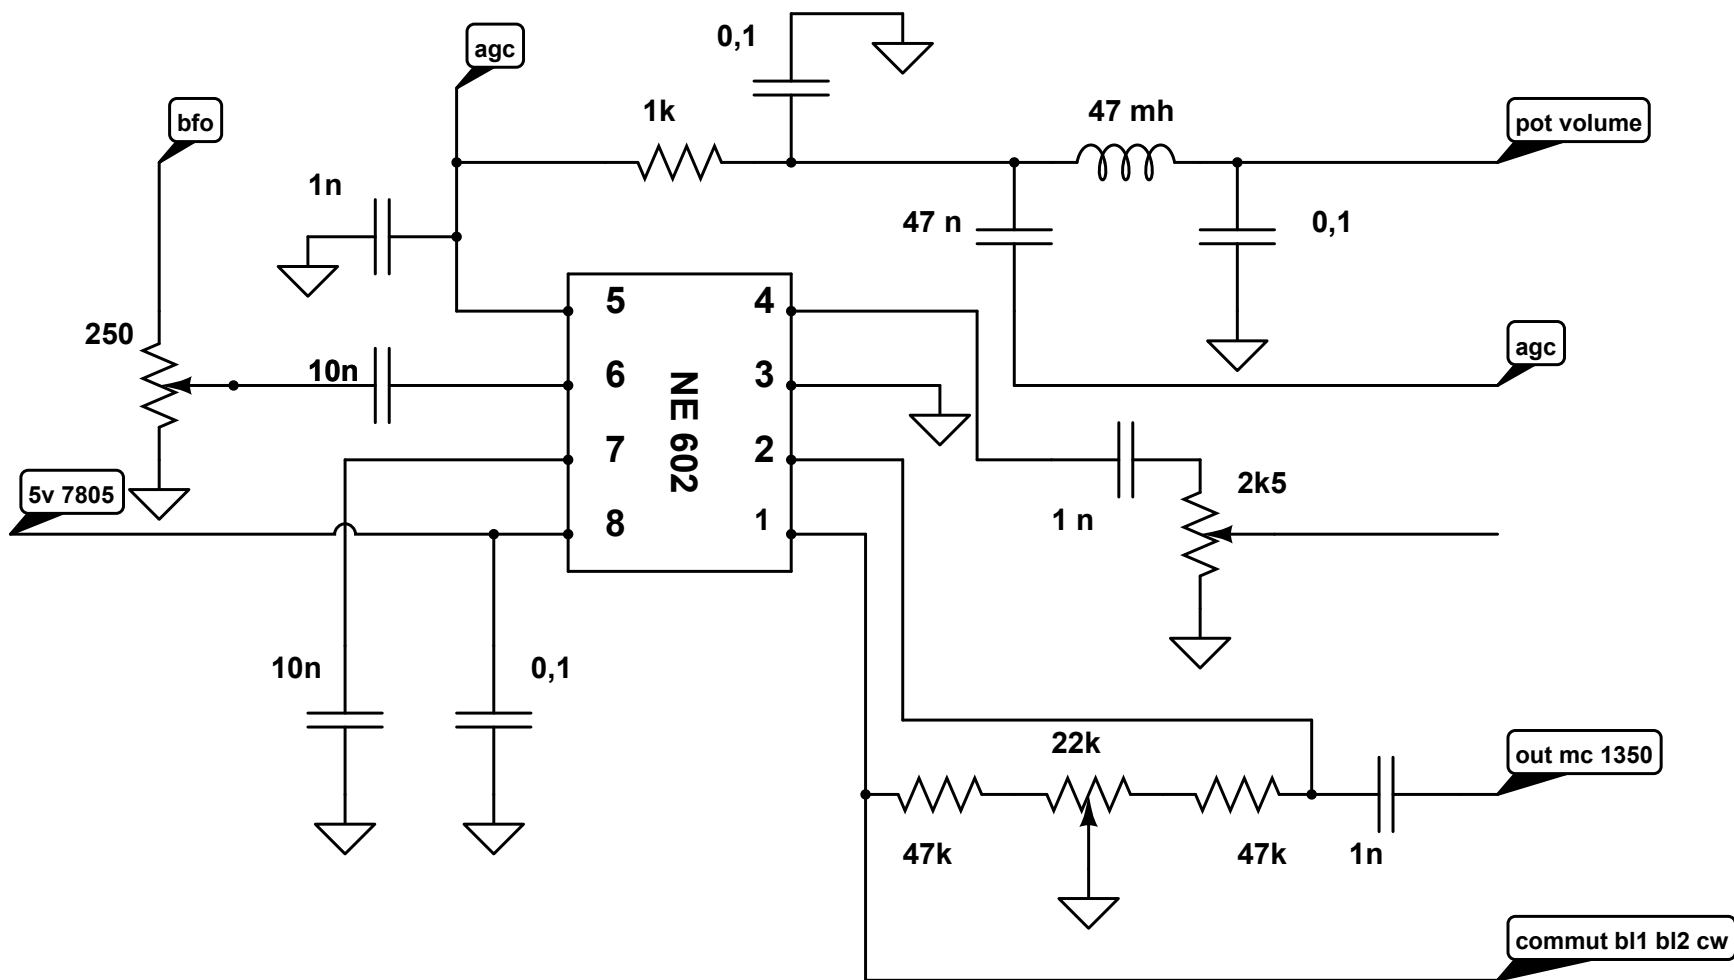 agc
0,1
bfo
1k
47 mh
pot volume
1n
47 n
0,1
250
10n
5
6
7
8
4
3
2
1
NE 602
agc
5v 7805
1 n
2k5
10n
0,1
22k
47k
47k
1n
out mc 1350
commut bl1 bl2 cw